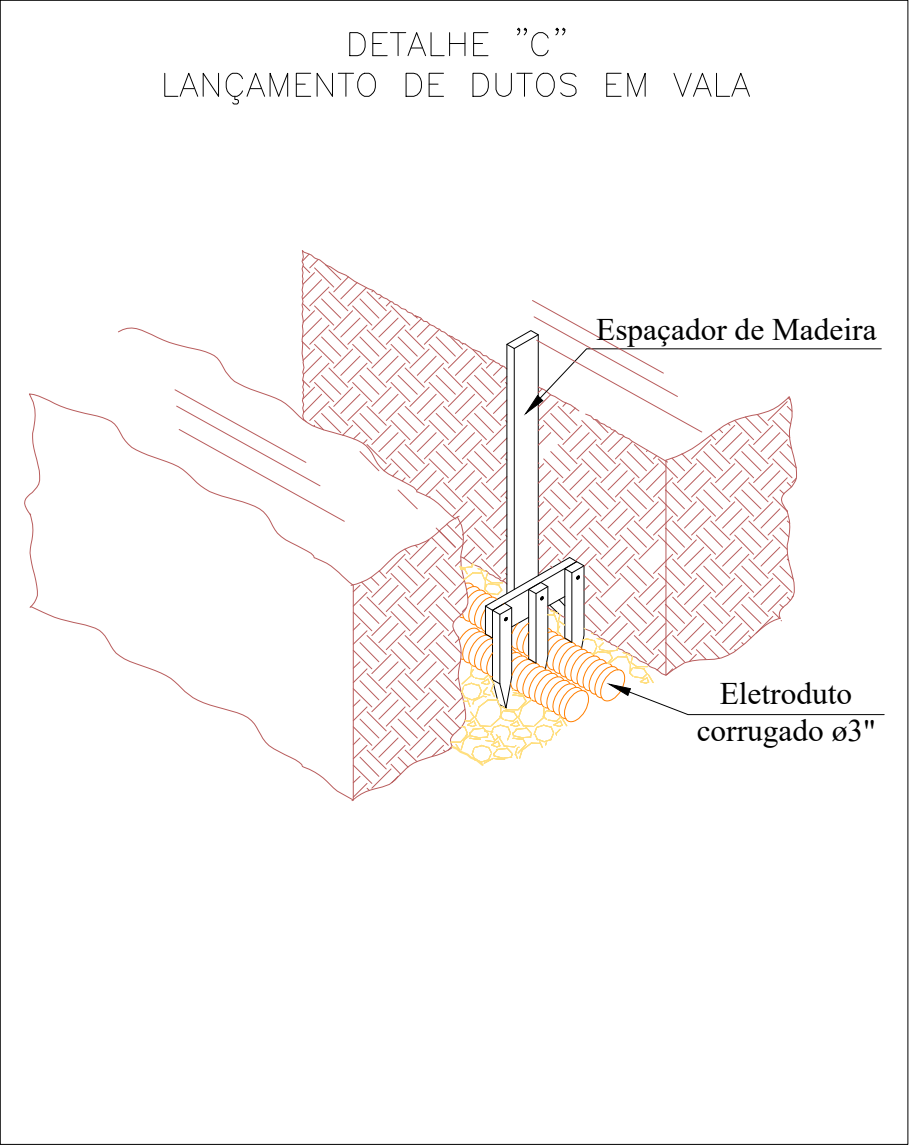 DETALHE "C"
LANÇAMENTO DE DUTOS EM VALA
Espaçador de Madeira
Eletroduto
corrugado ø3"